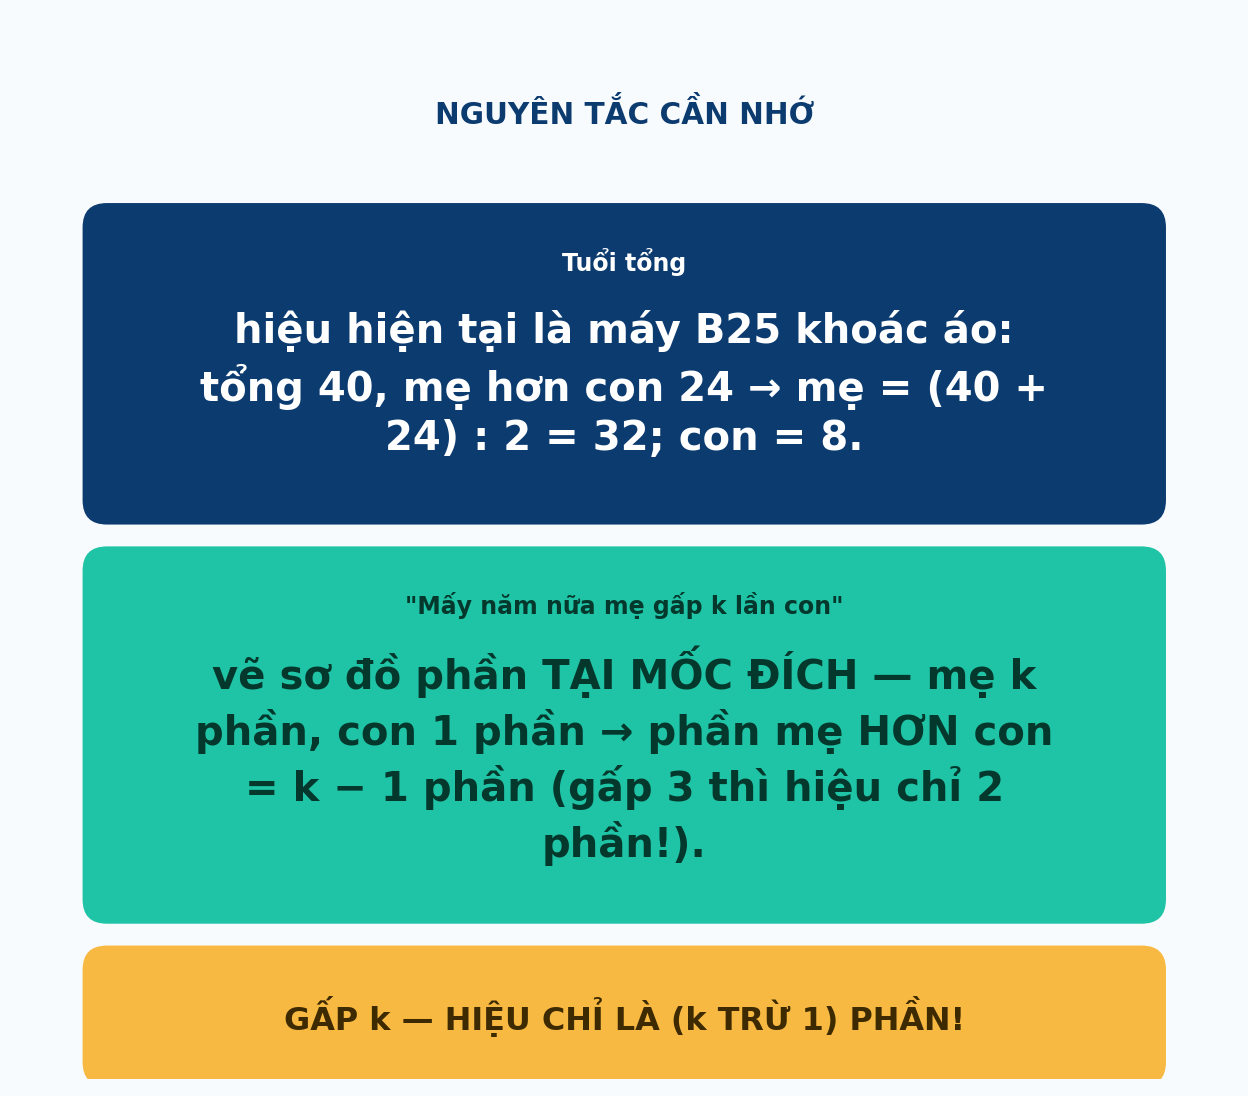 NGUYÊN TẮC CẦN NHỚ
Tuổi tổng
hiệu hiện tại là máy B25 khoác áo:
tổng 40, mẹ hơn con 24 → mẹ = (40 +
24) : 2 = 32; con = 8.
"Mấy năm nữa mẹ gấp k lần con"
vẽ sơ đồ phần TẠI MỐC ĐÍCH — mẹ k
phần, con 1 phần → phần mẹ HƠN con
= k − 1 phần (gấp 3 thì hiệu chỉ 2
phần!).
GẤP k — HIỆU CHỈ LÀ (k TRỪ 1) PHẦN!